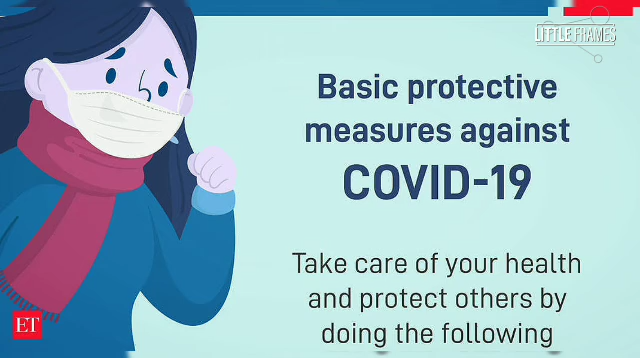 LITTLE FRAMES
Basic protective
measures against
COVID-19
Take care of your health
and protect others by
doing the following
ET